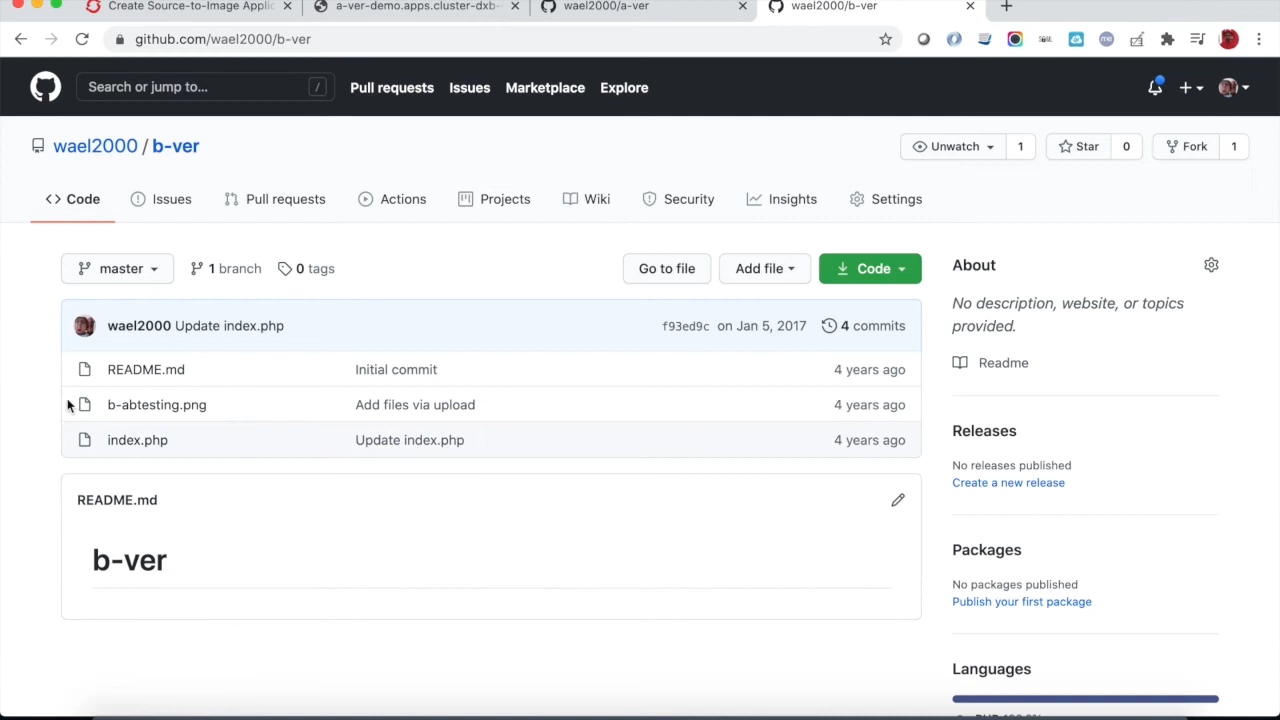 Create Source-to-Image Applic
a-ver-demo.apps.cluster-dxb-
wael2000/a-ver
wael2000/b-ver
github.com/wael2000/b-ver
Search or jump to... /
Pull requests
Issues
Marketplace
Explore
wael2000 / b-ver
Unwatch 1
Star 0
Fork 1
Code
Issues
Pull requests
Actions
Projects
Wiki
Security
Insights
Settings
master
1 branch
0 tags
Go to file
Add file
Code
wael2000 Update index.php
f93ed9c on Jan 5, 2017
4 commits
README.md Initial commit 4 years ago
b-abtesting.png Add files via upload 4 years ago
index.php Update index.php 4 years ago
README.md
b-ver
About
No description, website, or topics
provided.
Readme
Releases
No releases published
Create a new release
Packages
No packages published
Publish your first package
Languages